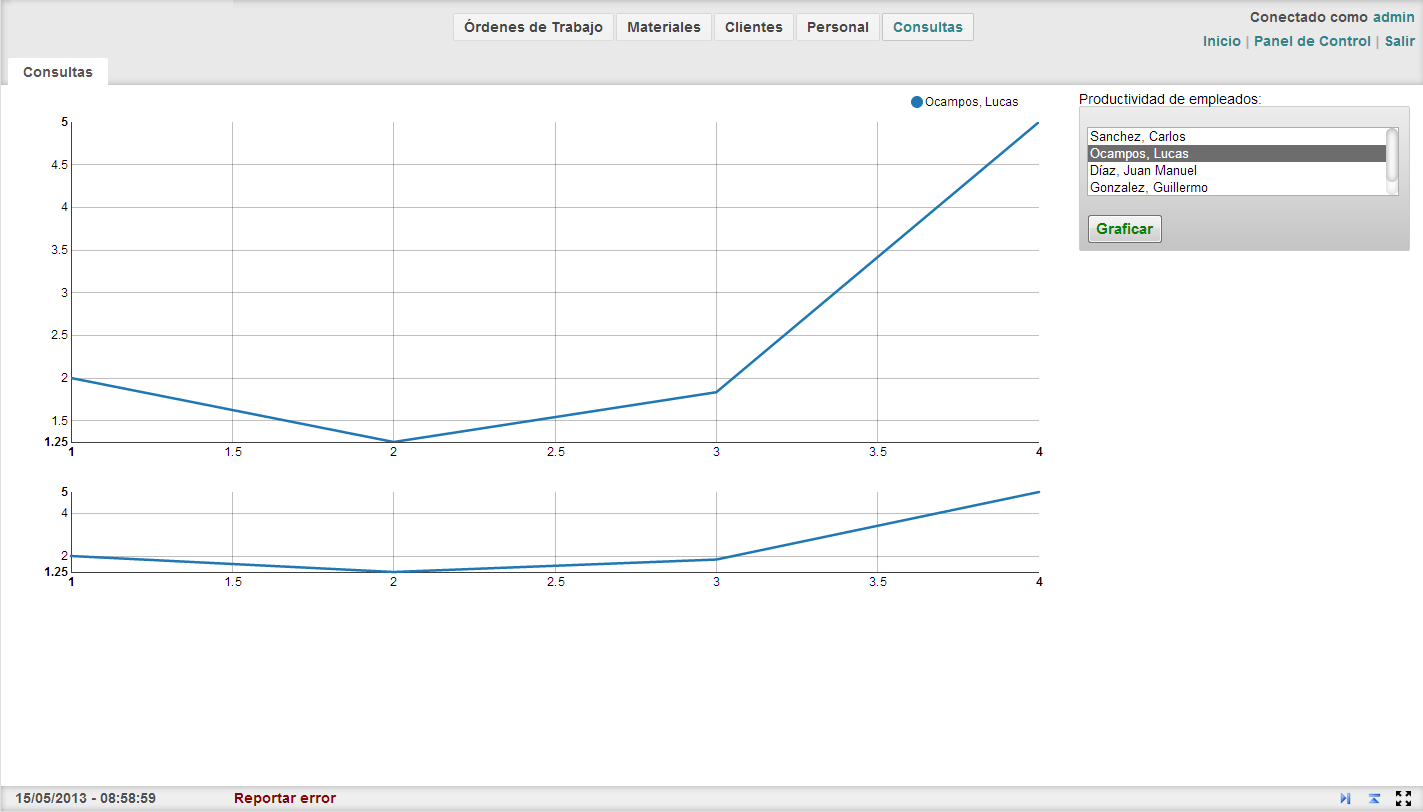 Órdenes de Trabajo Materiales Clientes Personal Consultas
Conectado como admin
Inicio | Panel de Control | Salir
Consultas
Ocampos, Lucas
5
4.5
4
3.5
3
2.5
2
1.5
1.25
1 1.5 2 2.5 3 3.5 4
5
4
2
1.25
1 1.5 2 2.5 3 3.5 4
Productividad de empleados:
Sanchez, Carlos
Ocampos, Lucas
Díaz, Juan Manuel
Gonzalez, Guillermo
Graficar
15/05/2013 - 08:58:59 Reportar error